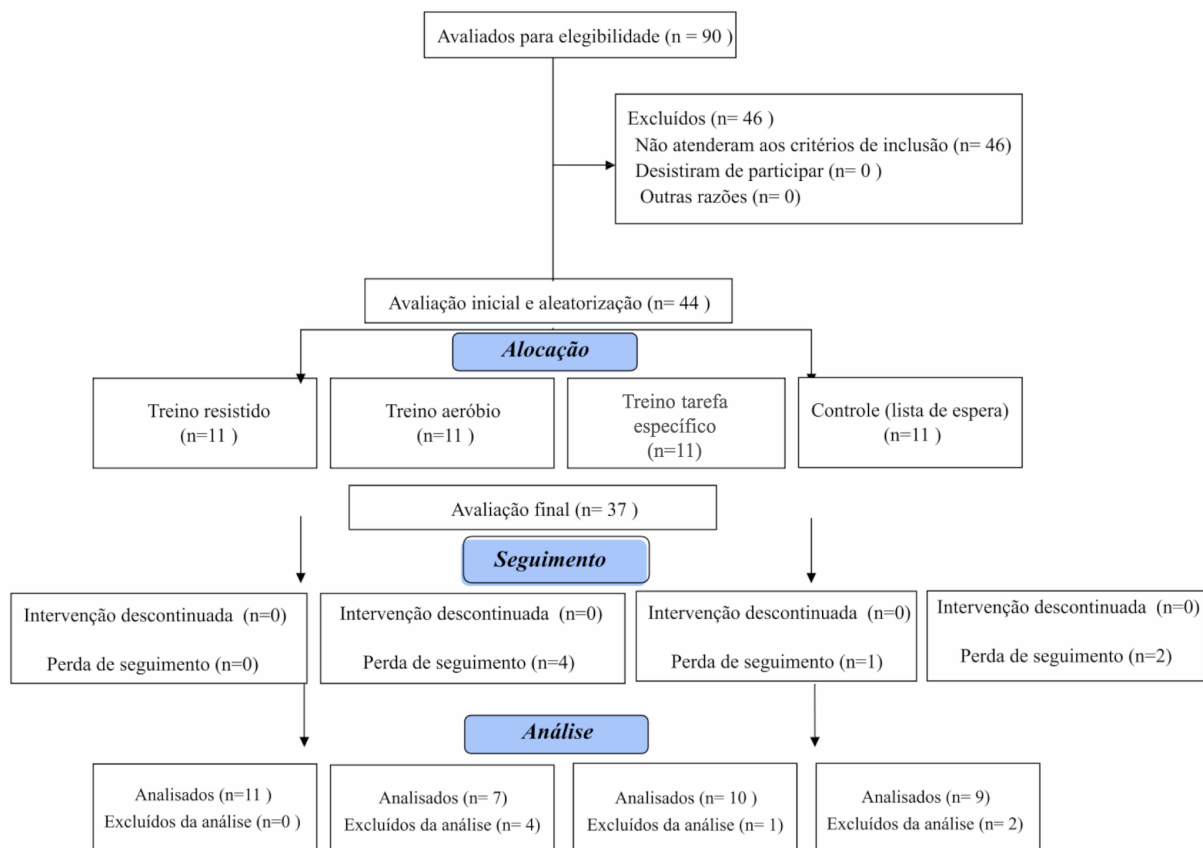 Avaliados para elegibilidade (n = 90 )
Excluídos (n= 46 )
Não atenderam aos critérios de inclusão (n= 46)
Desistiram de participar (n= 0 )
Outras razões (n= 0)
Avaliação inicial e aleatorização (n= 44 )
Alocação
Treino resistido
(n=11 )
Treino aeróbio
(n=11 )
Treino tarefa
específico
(n=11)
Controle (lista de espera)
(n=11 )
Avaliação final (n= 37 )
Seguimento
Intervenção descontinuada (n=0)
Perda de seguimento (n=0)
Intervenção descontinuada (n=0)
Perda de seguimento (n=4)
Intervenção descontinuada (n=0)
Perda de seguimento (n=1)
Intervenção descontinuada (n=0)
Perda de seguimento (n=2)
Análise
Analisados (n=11 )
Excluídos da análise (n=0 )
Analisados (n= 7)
Excluídos da análise (n= 4)
Analisados (n= 10 )
Excluídos da análise (n= 1)
Analisados (n= 9)
Excluídos da análise (n= 2)